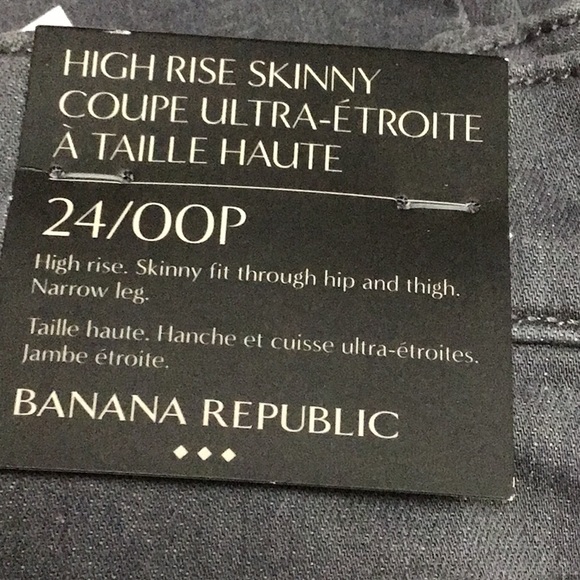 HIGH RISE SKINNY
COUPE ULTRA-ÉTROITE
À TAILLE HAUTE
24/OOP
High rise. Skinny fit through hip and thigh.
Narrow leg.
Taille haute. Hanche et cuisse ultra-étroites.
Jambe étroite.
BANANA REPUBLIC